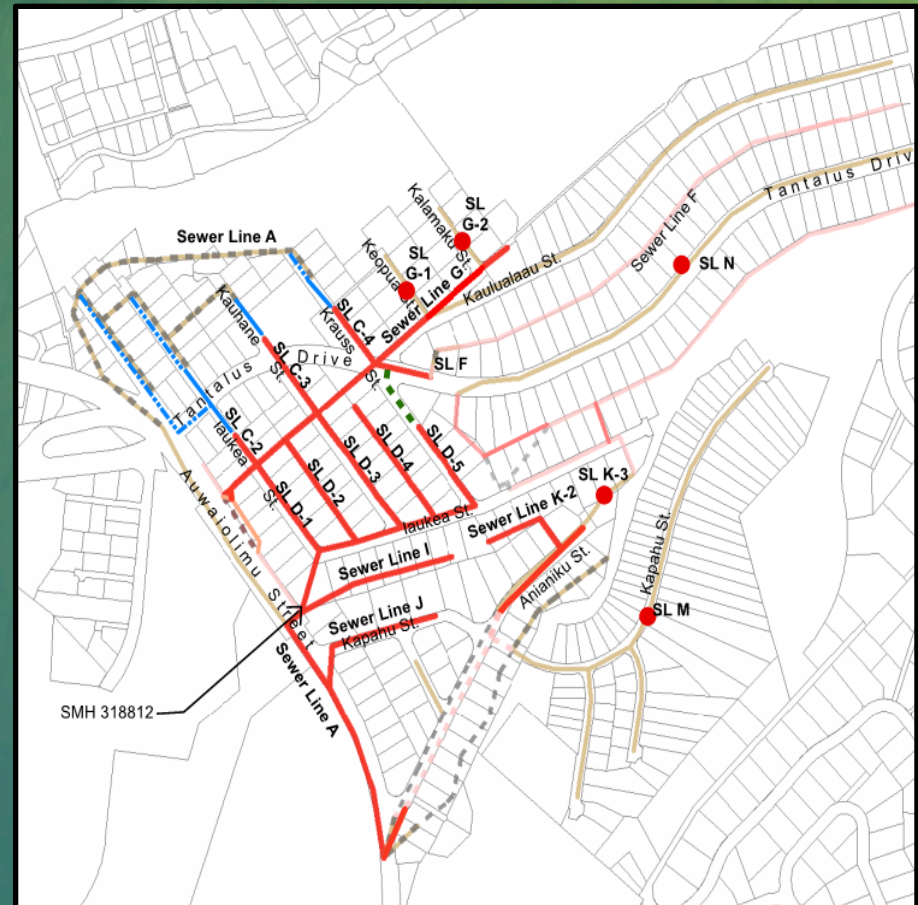 Sewer Line A
Kalamaku St.
SL
G-2
SL
G-1
Keopua St.
Sewer Line G
Kaulualaau St.
Sewer Line F
Tantalus Driv
SL N
Kauhane
St.
SL C-4
Krauss
St.
SL C-3
Tantalus Drive
SL F
SL C-2
Iaukea
St.
SL D-1
SL D-2
SL D-3
SL D-4
SL D-5
Iaukea St.
SL K-3
Sewer Line K-2
Sewer Line I
Anianiku St.
Kapahu St.
SL M
Auwaiolimu Street
Sewer Line J
Kapahu St.
Sewer Line A
SMH 318812